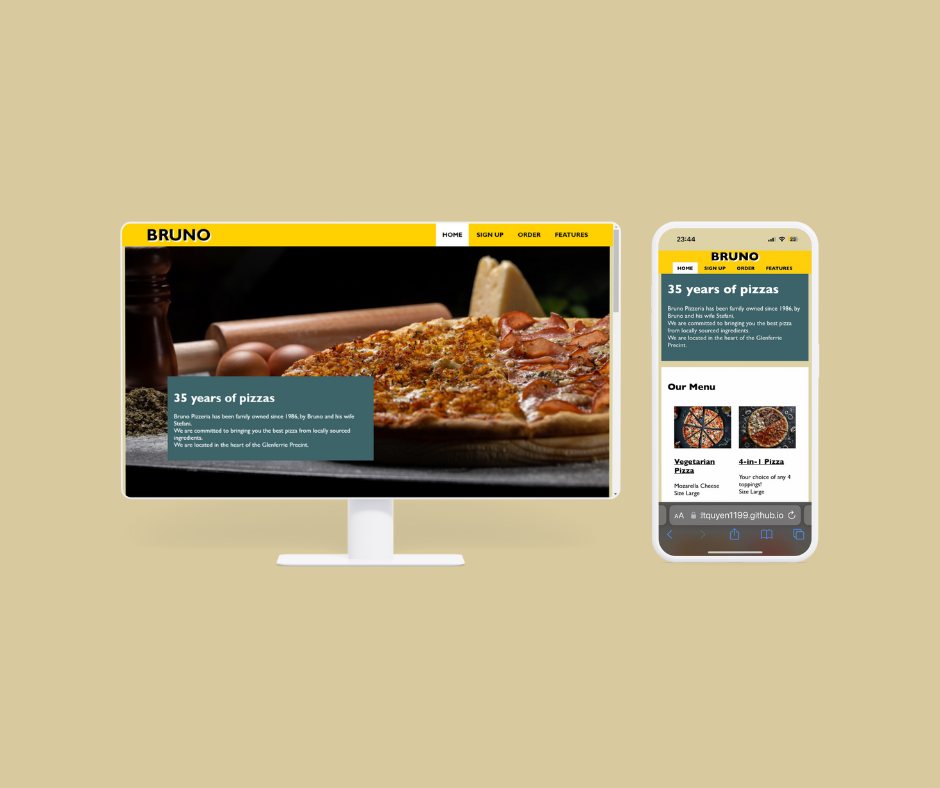 BRUNO
HOME SIGN UP ORDER FEATURES
35 years of pizzas
Bruno Pizzeria has been family owned since 1986, by Bruno and his wife
Stefani.
We are committed to bringing you the best pizza from locally sourced
ingredients.
We are located in the heart of the Glenferrie Precint.
23:44
23
BRUNO
HOME SIGN UP ORDER FEATURES
35 years of pizzas
Bruno Pizzeria has been family owned since 1986, by
Bruno and his wife Stefani.
We are committed to bringing you the best pizza
from locally sourced ingredients.
We are located in the heart of the Glenferrie
Precint.
Our Menu
Vegetarian
Pizza
Mozarella Cheese
Size Large
4-in-1 Pizza
Your choice of any 4
toppings!
Size Large
AA ltquyen1199.github.io